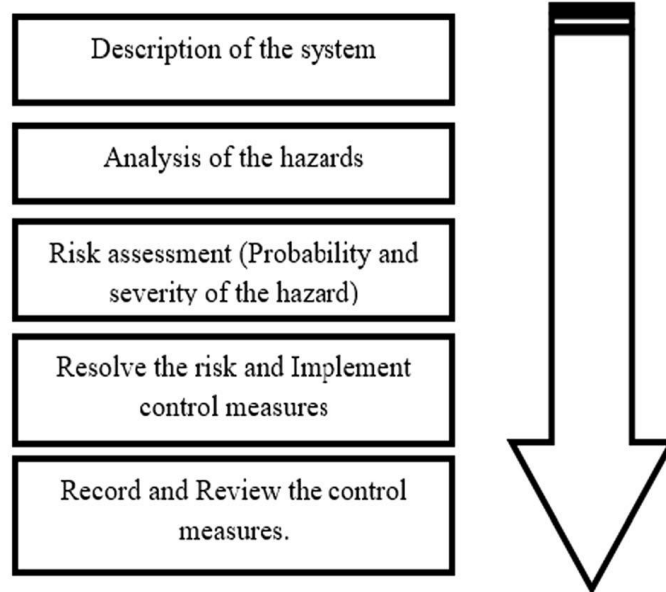 Description of the system
Analysis of the hazards
Risk assessment (Probability and
severity of the hazard)
Resolve the risk and Implement
control measures
Record and Review the control
measures.